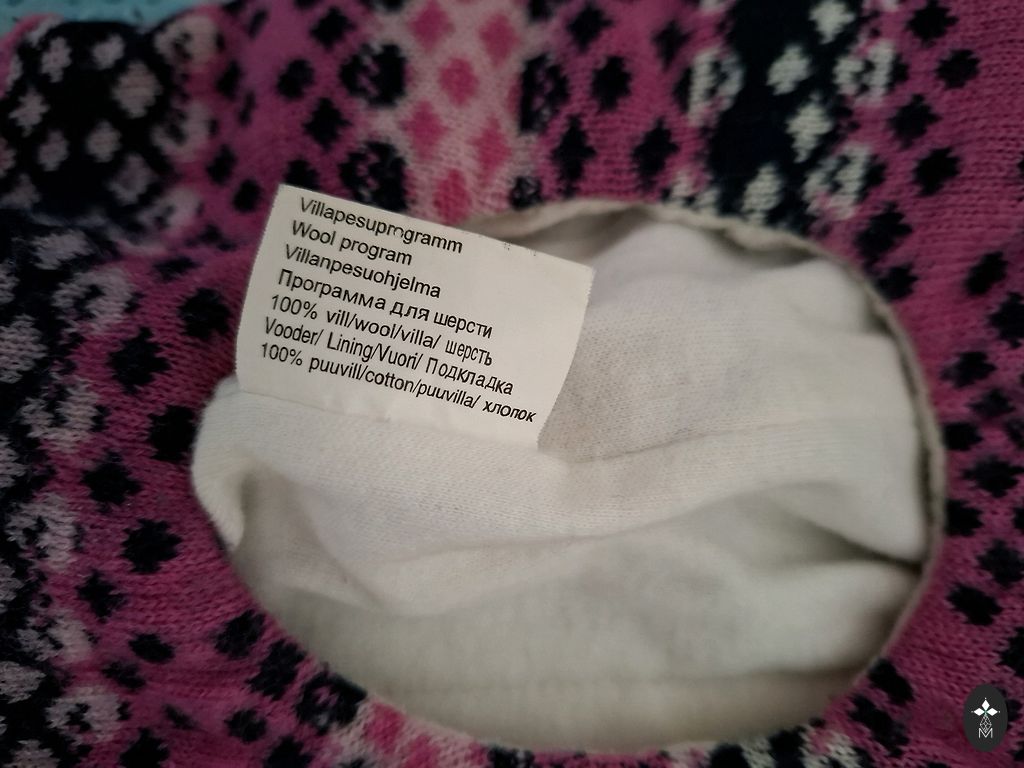 Villapesuprogramm
Wool program
Villanpesuohjelma
Программа для шерсти
100% vill/wool/villa/ шерсть
Vooder/ Lining/Vuori/ Подкладка
100% puuvill/cotton/puuvilla/ хлопок
M